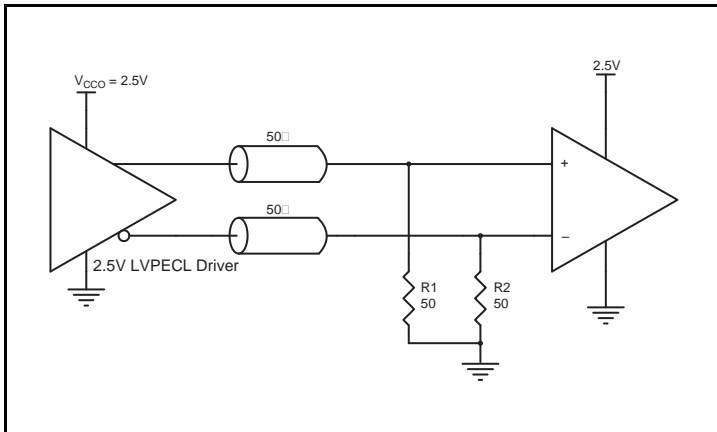 V_CCO = 2.5V
2.5V
50□
+
50□
–
2.5V LVPECL Driver
R1
50
R2
50